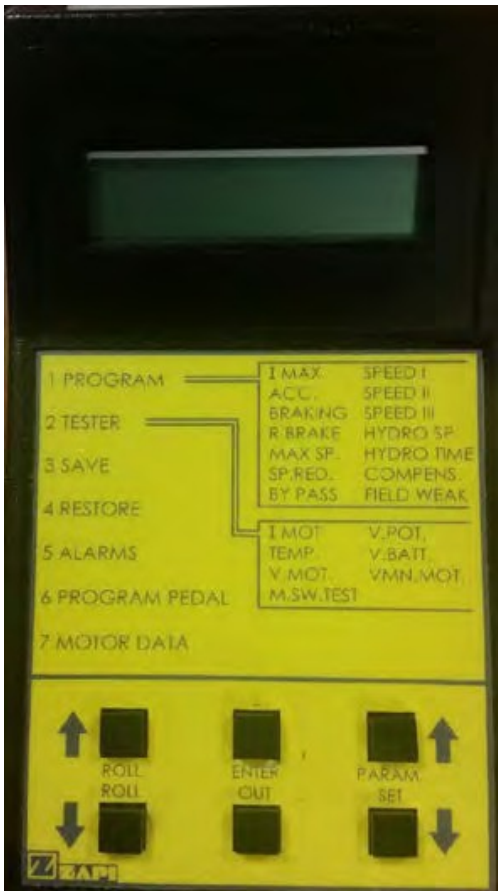 1 PROGRAM
2 TESTER
3 SAVE
4 RESTORE
5 ALARMS
6 PROGRAM PEDAL
7 MOTOR DATA
I MAX SPEED I
ACC. SPEED II
BRAKING SPEED III
R BRAKE HYDRO SP.
MAX SP. HYDRO TIME
SP.RED. COMPENS.
BY PASS FIELD WEAK
I MOT V.POT.
TEMP. V.BATT.
V.MOT. VMN.MOT.
M.SW.TEST
ROLL ENTER PARAM.
ROLL OUT SET
ZAPI